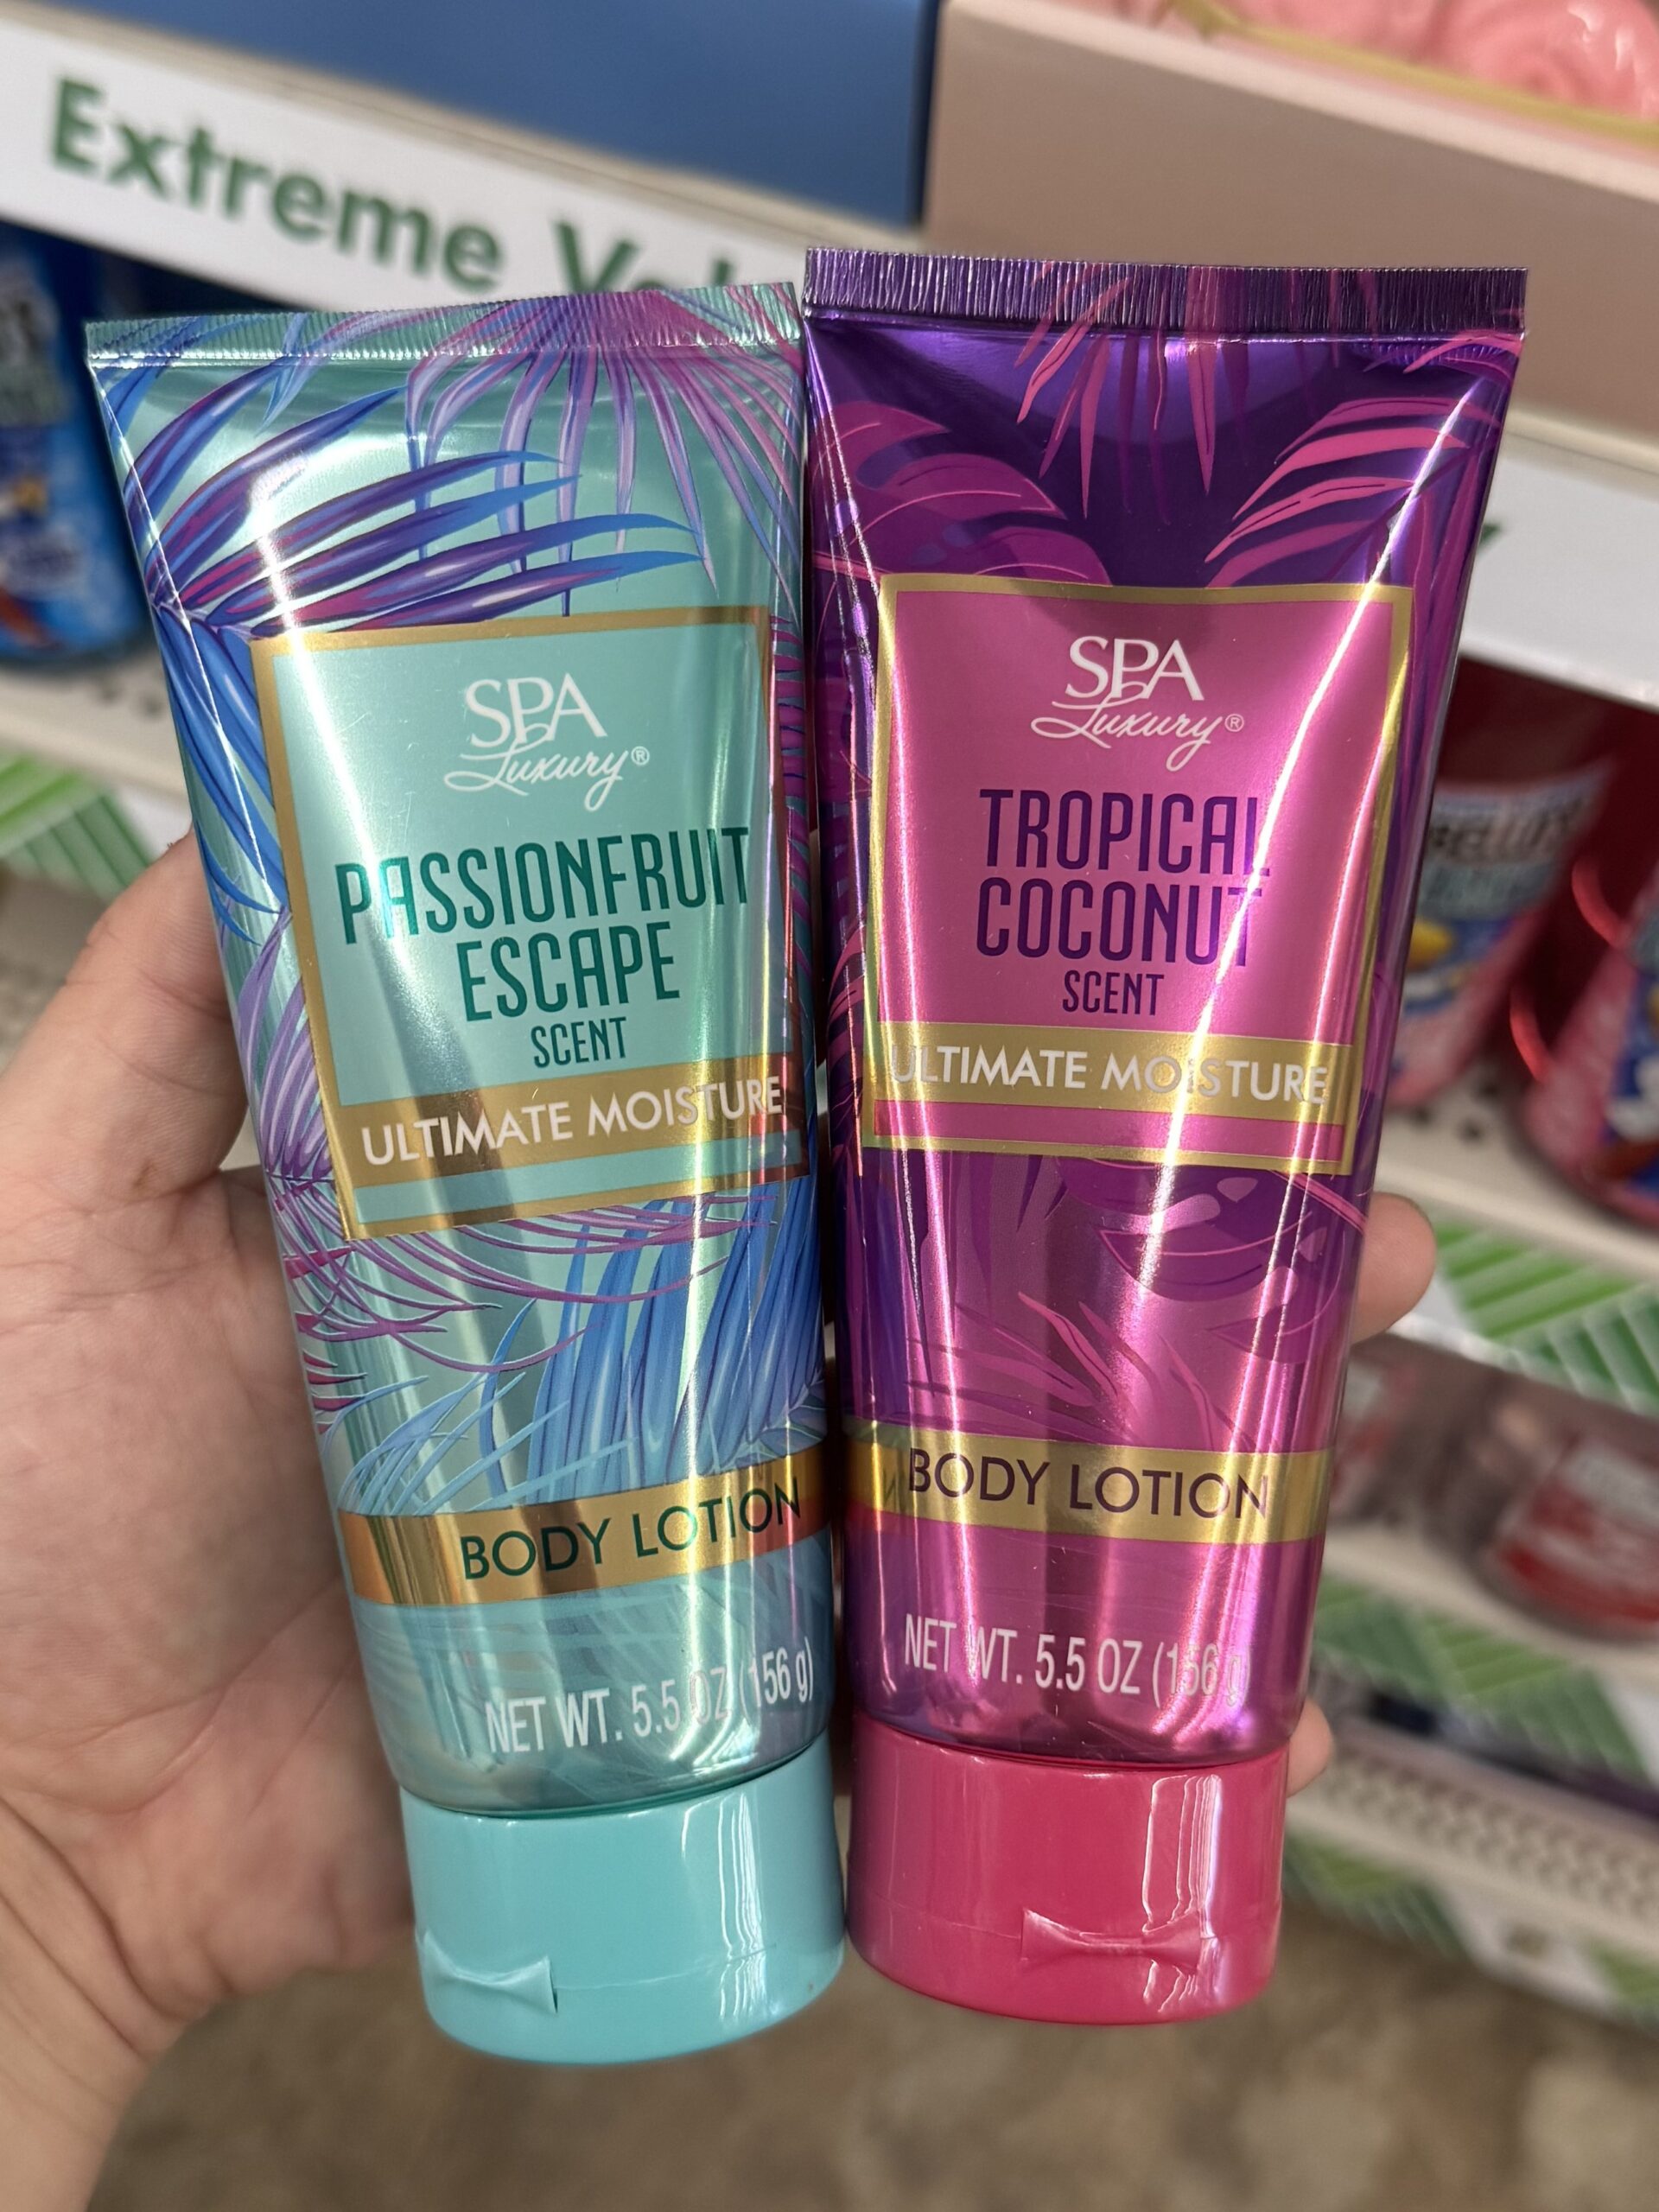 Extreme
SPA
Luxury®
PASSIONFRUIT
ESCAPE
SCENT
ULTIMATE MOISTURE
BODY LOTION
NET WT. 5.5 OZ (156 g)
SPA
Luxury®
TROPICAL
COCONUT
SCENT
ULTIMATE MOISTURE
BODY LOTION
NET WT. 5.5 OZ (156 g